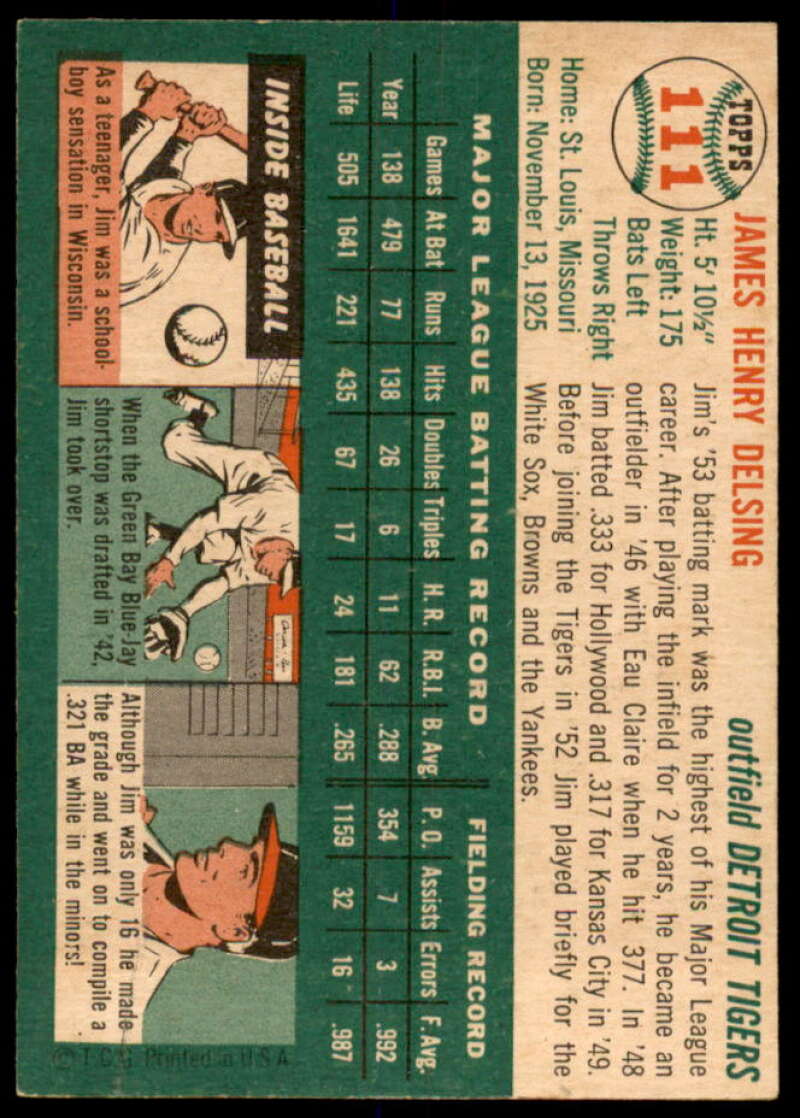 TOPPS
111
JAMES HENRY DELSING
outfield DETROIT TIGERS
Ht. 5' 10½"
Weight: 175
Bats Left
Throws Right
Home: St. Louis, Missouri
Born: November 13, 1925
Jim's '53 batting mark was the highest of his Major League
career. After playing the infield for 2 years, he became an
outfielder in '46 with Eau Claire when he hit 377. In '48
Jim batted .333 for Hollywood and .317 for Kansas City in '49.
Before joining the Tigers in '52 Jim played briefly for the
White Sox, Browns and the Yankees.
MAJOR LEAGUE BATTING RECORD FIELDING RECORD
Games At Bat Runs Hits Doubles Triples H. R. R.B.I. B. Avg. P. O. Assists Errors F. Avg.
Year 138 479 77 138 26 6 11 62 .288 354 7 3 .992
Life 505 1641 221 435 67 17 24 181 .265 1159 32 16 .987
INSIDE BASEBALL
As a teenager, Jim was a school-
boy sensation in Wisconsin.
When the Green Bay Blue-Jay
shortstop was drafted in '42,
Jim took over.
Although Jim was only 16 he made
the grade and went on to compile a
.321 BA while in the minors!
© T.C.G. Printed in U S A